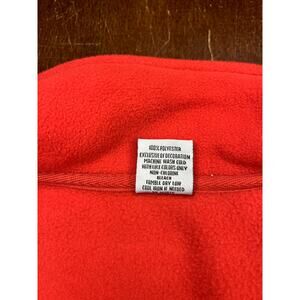 100% POLYESTER
EXCLUSIVE OF DECORATION
MACHINE WASH COLD
WITH LIKE COLORS ONLY
NON-CHLORINE
BLEACH
TUMBLE DRY LOW
COOL IRON IF NEEDED